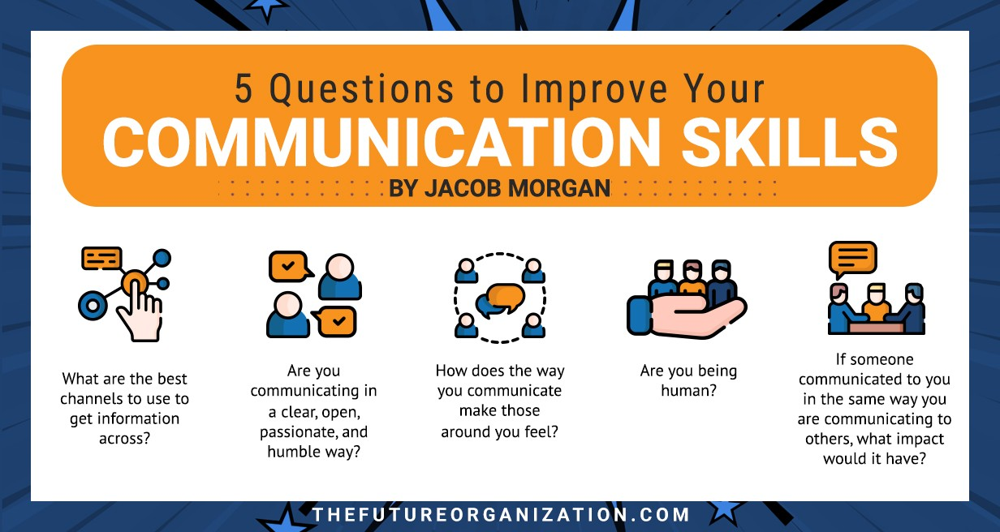 5 Questions to Improve Your
COMMUNICATION SKILLS
BY JACOB MORGAN
What are the best
channels to use to
get information
across?
Are you
communicating in
a clear, open,
passionate, and
humble way?
How does the way
you communicate
make those
around you feel?
Are you being
human?
If someone
communicated to you
in the same way you
are communicating to
others, what impact
would it have?
THEFUTUREORGANIZATION.COM